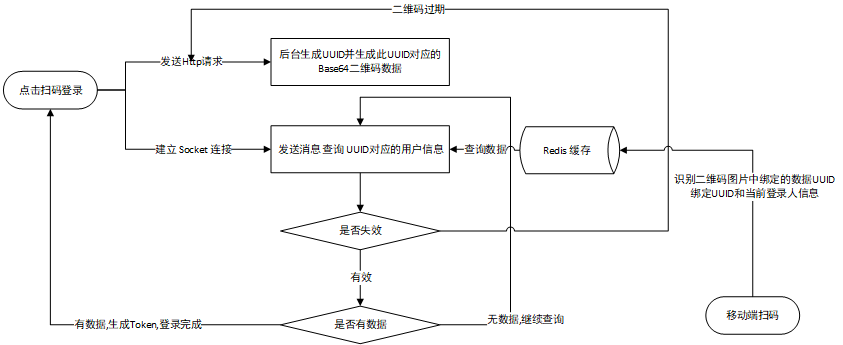 二维码过期
发送Http请求
后台生成UUID并生成此UUID对应的
Base64二维码数据
点击扫码登录
建立 Socket 连接
发送消息 查询 UUID对应的用户信息
查询数据
Redis 缓存
识别二维码图片中绑定的数据UUID
绑定UUID和当前登录人信息
是否失效
有效
移动端扫码
有数据,生成Token,登录完成
是否有数据
无数据,继续查询